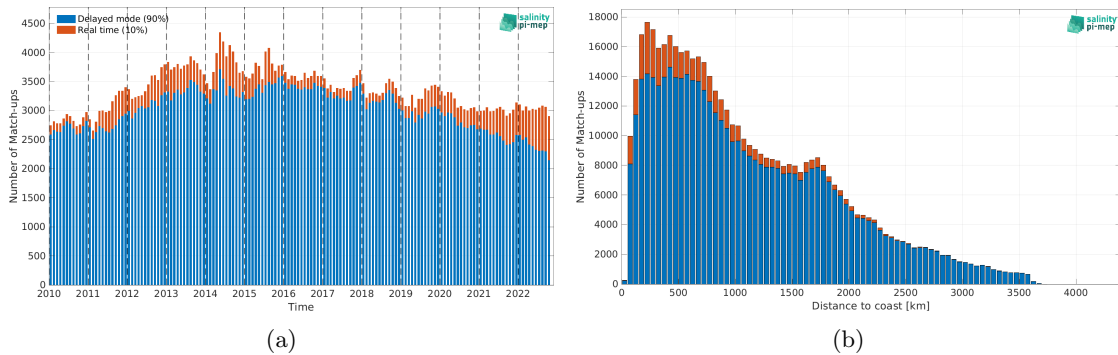 Delayed mode (90%)
Real time (10%)
salinity
pi-mep
Number of Match-ups
4500
4000
3500
3000
2500
2000
1500
1000
500
0
2010 2011 2012 2013 2014 2015 2016 2017 2018 2019 2020 2021 2022
Time
(a)
salinity
pi-mep
Number of Match-ups
18000
16000
14000
12000
10000
8000
6000
4000
2000
0
0 500 1000 1500 2000 2500 3000 3500 4000
Distance to coast [km]
(b)